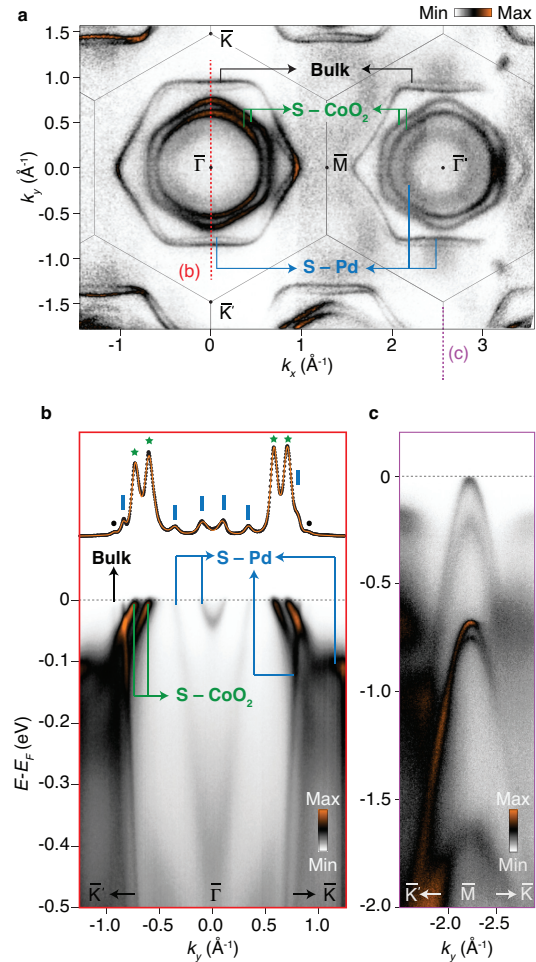 a
Min Max
1.5
1.0
0.5
0.0
-0.5
-1.0
-1.5
k_y (Å⁻¹)
K̅
Bulk
S – CoO₂
Γ̅
M̅
Γ̅'
(b)
S – Pd
K̅'
(c)
-1 0 1 2 3
k_x (Å⁻¹)
b
Bulk
S – Pd
S – CoO₂
0
-0.1
-0.2
-0.3
-0.4
-0.5
E-E_F (eV)
Max
Min
K̅' Γ̅ K̅
-1.0 -0.5 0.0 0.5 1.0
k_y (Å⁻¹)
c
0
-0.5
-1.0
-1.5
-2.0
Max
Min
K̅' M̅ K̅
-2.0 -2.5
k_y (Å⁻¹)